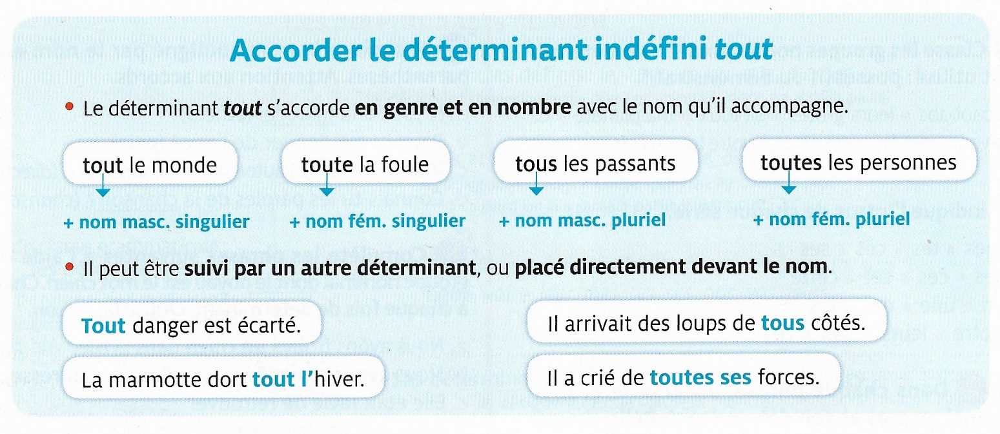 Accorder le déterminant indéfini tout
• Le déterminant tout s'accorde en genre et en nombre avec le nom qu'il accompagne.
tout le monde toute la foule tous les passants toutes les personnes
+ nom masc. singulier + nom fém. singulier + nom masc. pluriel + nom fém. pluriel
• Il peut être suivi par un autre déterminant, ou placé directement devant le nom.
Tout danger est écarté. Il arrivait des loups de tous côtés.
La marmotte dort tout l'hiver. Il a crié de toutes ses forces.